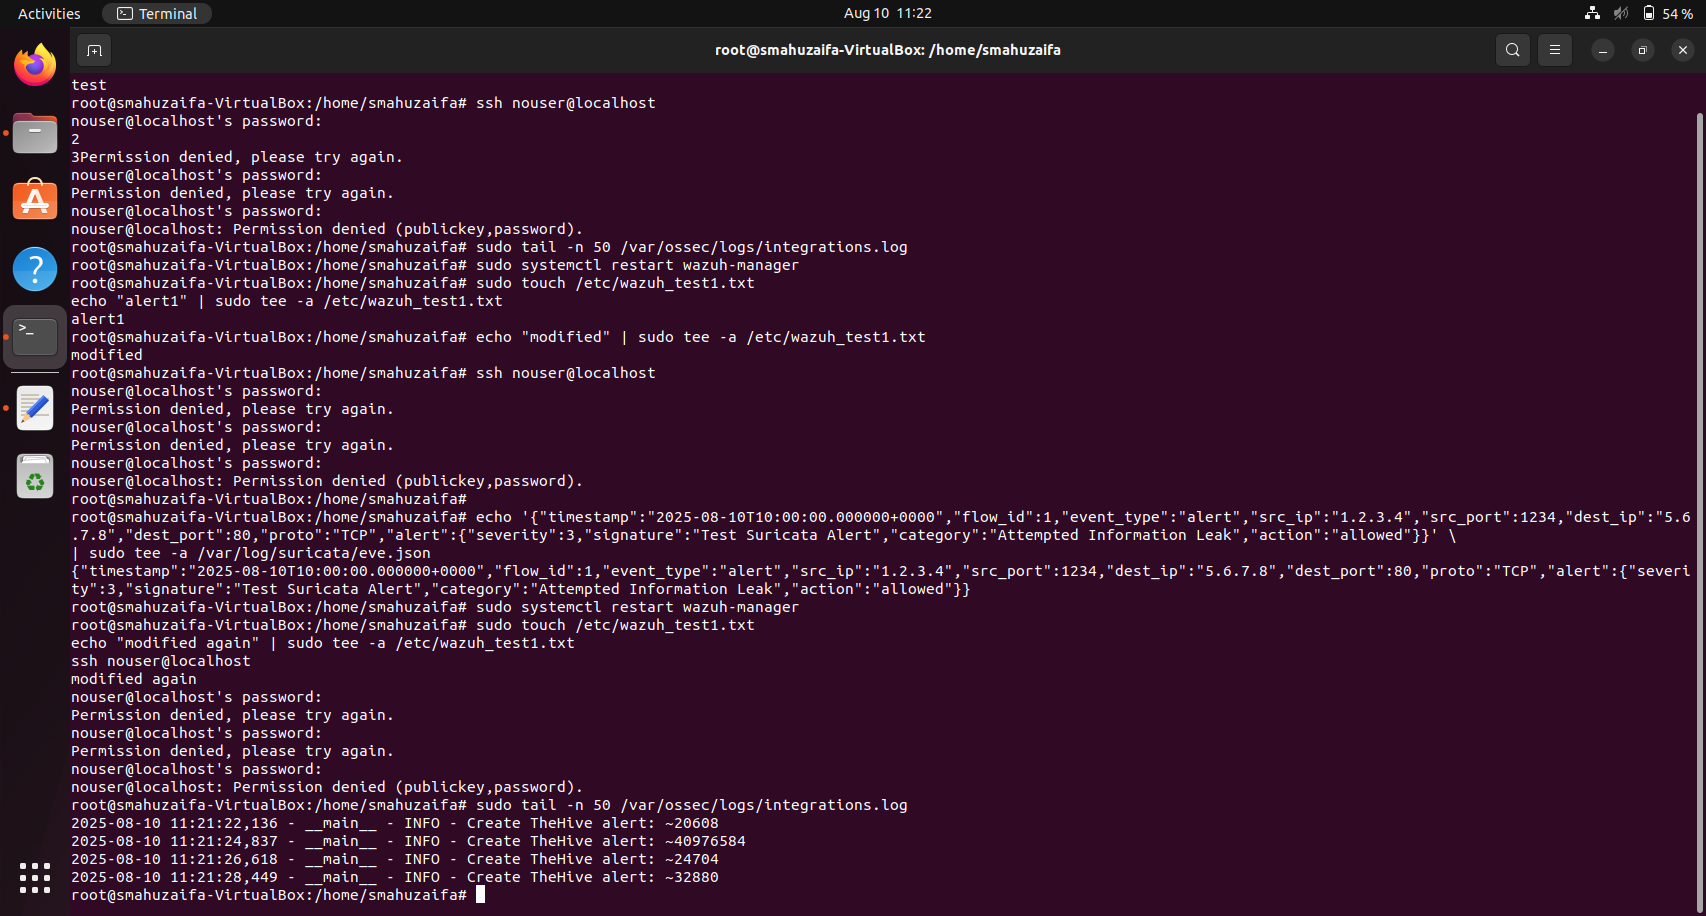 Activities
Terminal
Aug 10 11:22
54 %
root@smahuzaifa-VirtualBox: /home/smahuzaifa
test
root@smahuzaifa-VirtualBox:/home/smahuzaifa# ssh nouser@localhost
nouser@localhost's password:
2
3Permission denied, please try again.
nouser@localhost's password:
Permission denied, please try again.
nouser@localhost's password:
nouser@localhost: Permission denied (publickey,password).
root@smahuzaifa-VirtualBox:/home/smahuzaifa# sudo tail -n 50 /var/ossec/logs/integrations.log
root@smahuzaifa-VirtualBox:/home/smahuzaifa# sudo systemctl restart wazuh-manager
root@smahuzaifa-VirtualBox:/home/smahuzaifa# sudo touch /etc/wazuh_test1.txt
echo "alert1" | sudo tee -a /etc/wazuh_test1.txt
alert1
root@smahuzaifa-VirtualBox:/home/smahuzaifa# echo "modified" | sudo tee -a /etc/wazuh_test1.txt
modified
root@smahuzaifa-VirtualBox:/home/smahuzaifa# ssh nouser@localhost
nouser@localhost's password:
Permission denied, please try again.
nouser@localhost's password:
Permission denied, please try again.
nouser@localhost's password:
nouser@localhost: Permission denied (publickey,password).
root@smahuzaifa-VirtualBox:/home/smahuzaifa#
root@smahuzaifa-VirtualBox:/home/smahuzaifa# echo '{"timestamp":"2025-08-10T10:00:00.000000+0000","flow_id":1,"event_type":"alert","src_ip":"1.2.3.4","src_port":1234,"dest_ip":"5.6
.7.8","dest_port":80,"proto":"TCP","alert":{"severity":3,"signature":"Test Suricata Alert","category":"Attempted Information Leak","action":"allowed"}}' \
| sudo tee -a /var/log/suricata/eve.json
{"timestamp":"2025-08-10T10:00:00.000000+0000","flow_id":1,"event_type":"alert","src_ip":"1.2.3.4","src_port":1234,"dest_ip":"5.6.7.8","dest_port":80,"proto":"TCP","alert":{"severi
ty":3,"signature":"Test Suricata Alert","category":"Attempted Information Leak","action":"allowed"}}
root@smahuzaifa-VirtualBox:/home/smahuzaifa# sudo systemctl restart wazuh-manager
root@smahuzaifa-VirtualBox:/home/smahuzaifa# sudo touch /etc/wazuh_test1.txt
echo "modified again" | sudo tee -a /etc/wazuh_test1.txt
ssh nouser@localhost
modified again
nouser@localhost's password:
Permission denied, please try again.
nouser@localhost's password:
Permission denied, please try again.
nouser@localhost's password:
nouser@localhost: Permission denied (publickey,password).
root@smahuzaifa-VirtualBox:/home/smahuzaifa# sudo tail -n 50 /var/ossec/logs/integrations.log
2025-08-10 11:21:22,136 - __main__ - INFO - Create TheHive alert: ~20608
2025-08-10 11:21:24,837 - __main__ - INFO - Create TheHive alert: ~40976584
2025-08-10 11:21:26,618 - __main__ - INFO - Create TheHive alert: ~24704
2025-08-10 11:21:28,449 - __main__ - INFO - Create TheHive alert: ~32880
root@smahuzaifa-VirtualBox:/home/smahuzaifa#